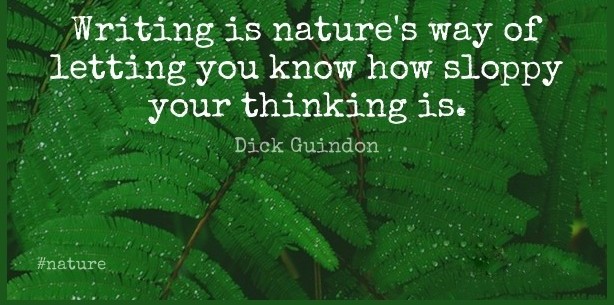 Writing is nature's way of
letting you know how sloppy
your thinking is.
Dick Guindon
#nature